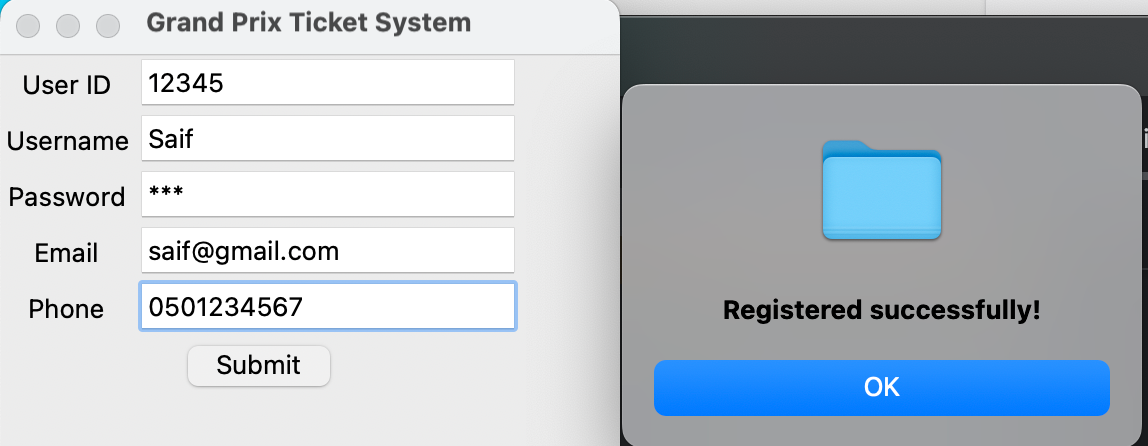 Grand Prix Ticket System
User ID 12345
Username Saif
Password ***
Email saif@gmail.com
Phone 0501234567
Submit
Registered successfully!
OK